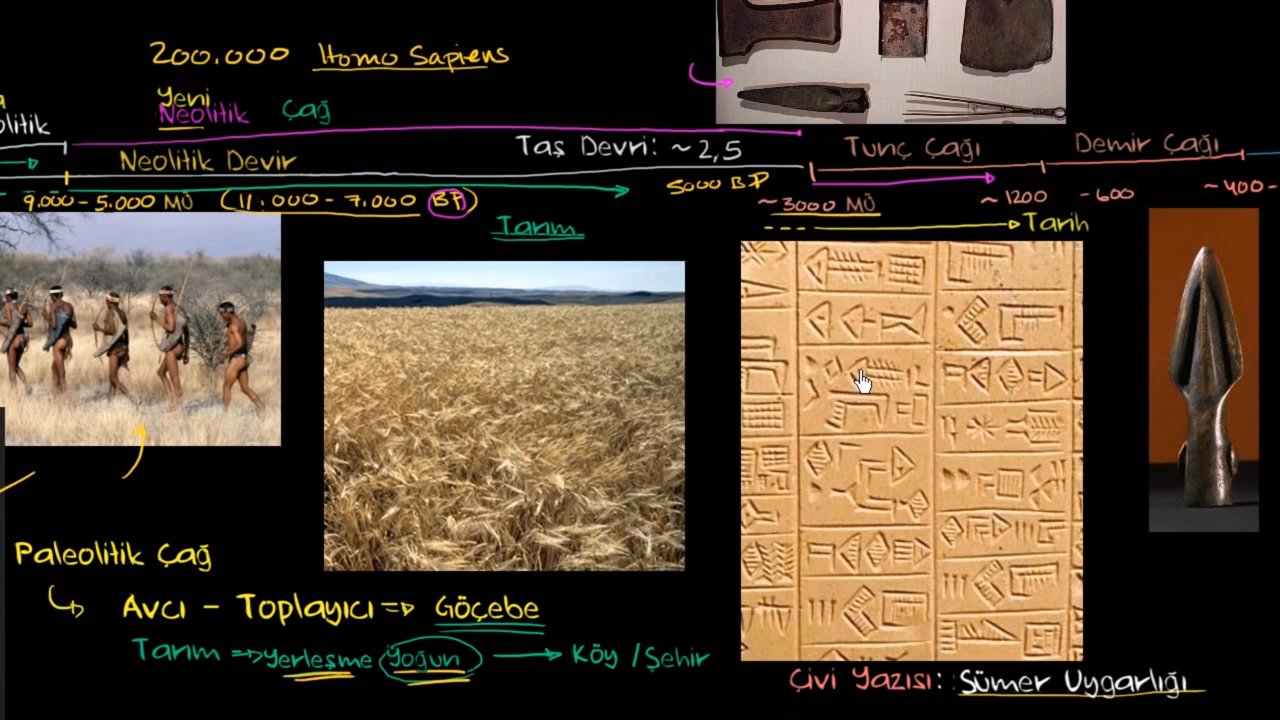 200.000 Homo Sapiens
Yeni
Neolitik Çağ
olitik
Neolitik Devir
Taş Devri: ~ 2,5
Tunç Çağı
Demir Çağı
9.000 - 5.000 MÖ (11.000 - 7.000 BP)
5000 BP
~ 3000 MÖ
~ 1200 - 600
~ 400 -
Tarım
Tarih
Paleolitik Çağ
Avcı - Toplayıcı => Göçebe
Tarım => Yerleşme Yoğun → Köy / Şehir
Çivi Yazısı: Sümer Uygarlığı